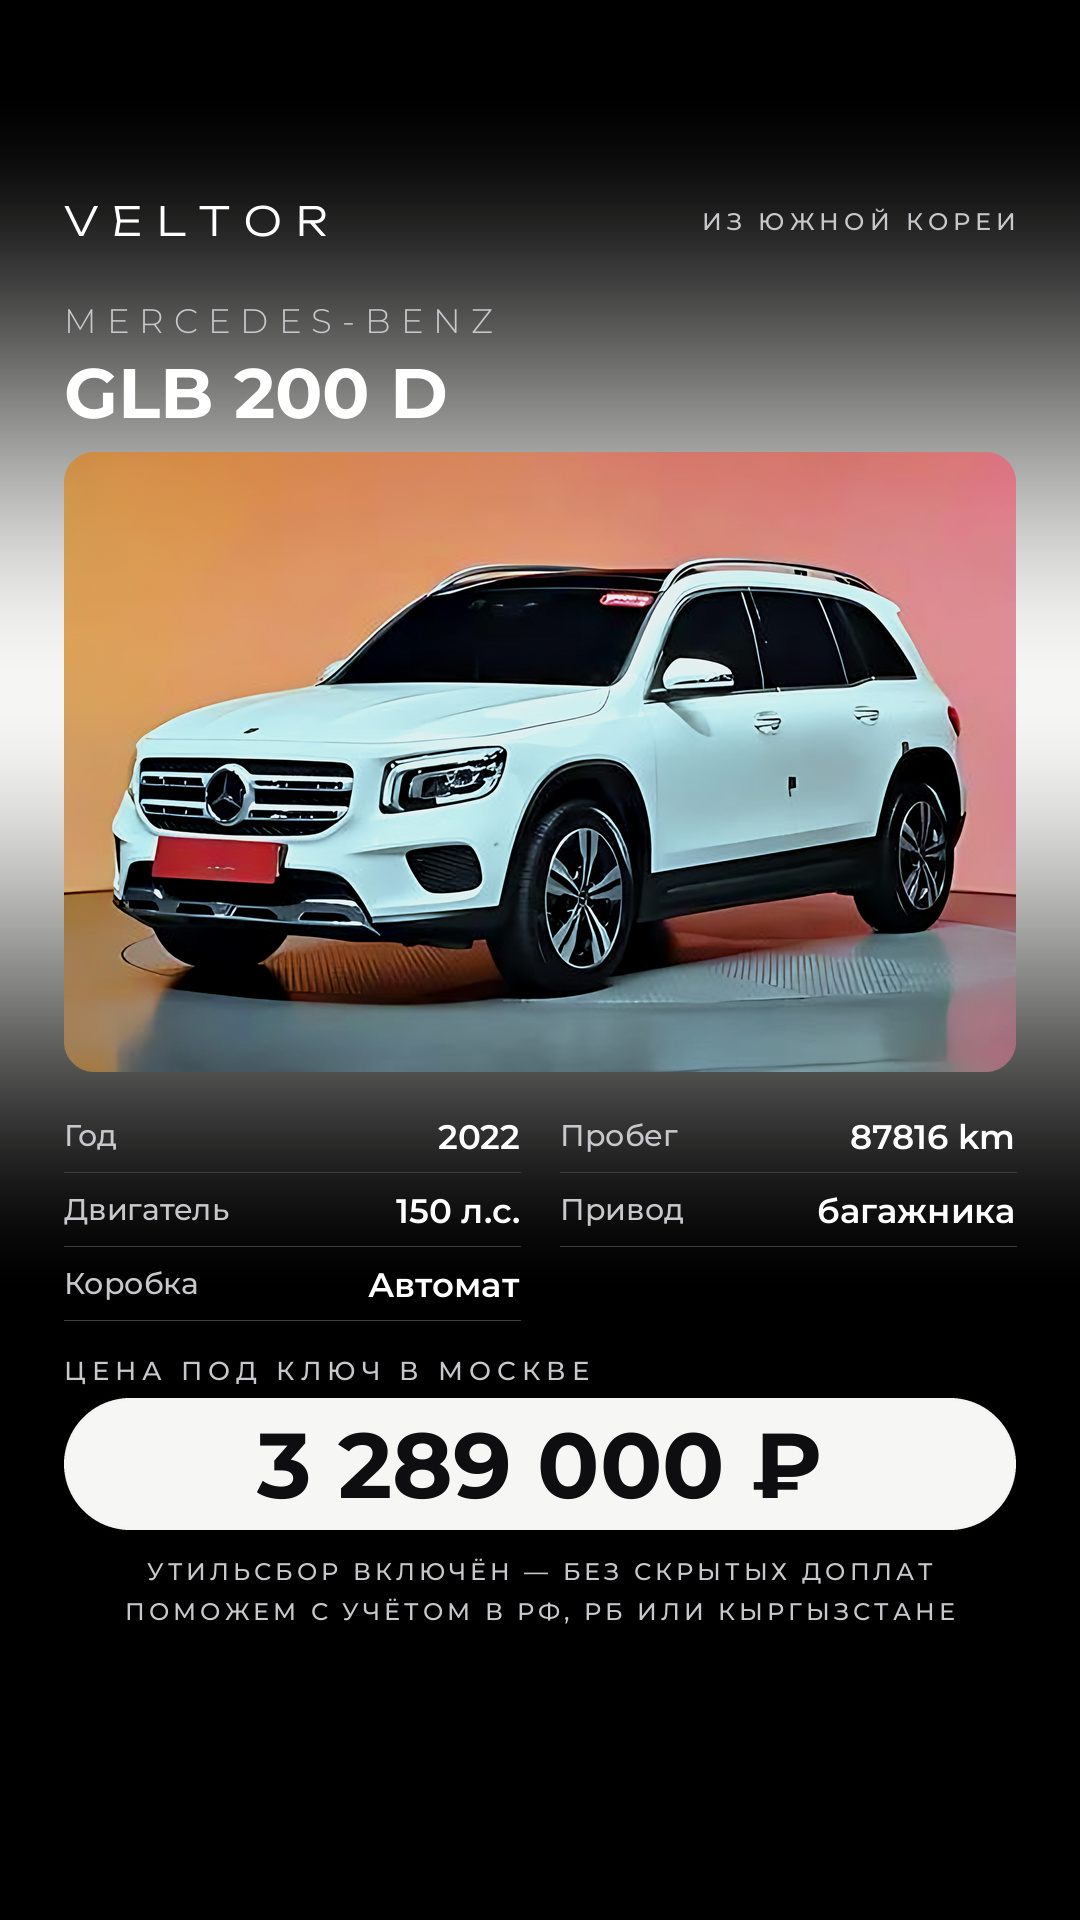 VELTOR
ИЗ ЮЖНОЙ КОРЕИ
MERCEDES-BENZ
GLB 200 D
Год 2022
Пробег 87816 km
Двигатель 150 л.с.
Привод багажника
Коробка Автомат
ЦЕНА ПОД КЛЮЧ В МОСКВЕ
3 289 000 ₽
УТИЛЬСБОР ВКЛЮЧЁН — БЕЗ СКРЫТЫХ ДОПЛАТ
ПОМОЖЕМ С УЧЁТОМ В РФ, РБ ИЛИ КЫРГЫЗСТАНЕ